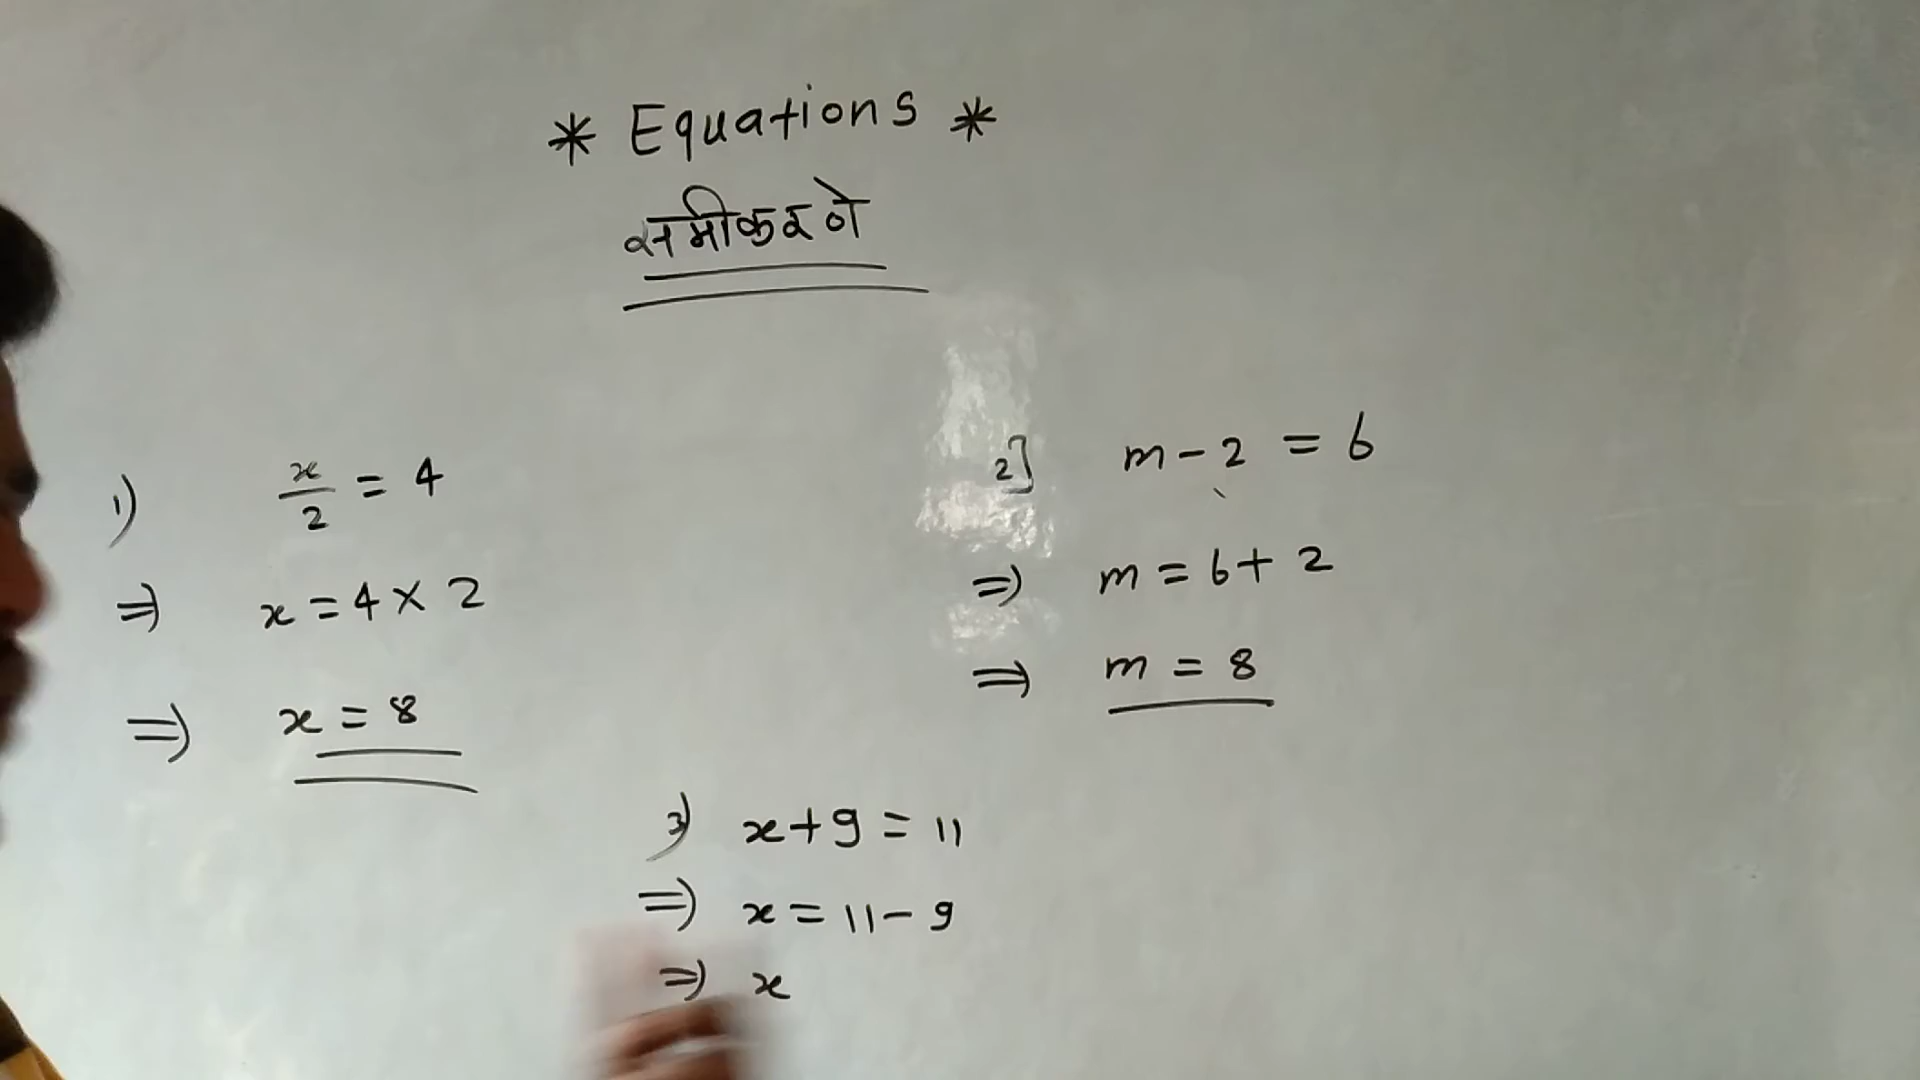 * Equations *
समीकरणे
1) x/2 = 4
⇒ x = 4 × 2
⇒ x = 8
2] m - 2 = 6
⇒ m = 6 + 2
⇒ m = 8
3) x + 9 = 11
⇒ x = 11 - 9
⇒ x